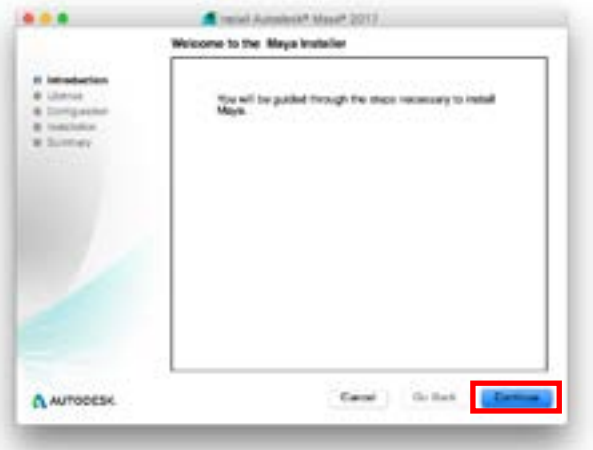 Install Autodesk® Maya® 2017
Welcome to the Maya Installer
Introduction
License
Configuration
Installation
Summary
You will be guided through the steps necessary to install
Maya.
AUTODESK.
Cancel
Go Back
Continue